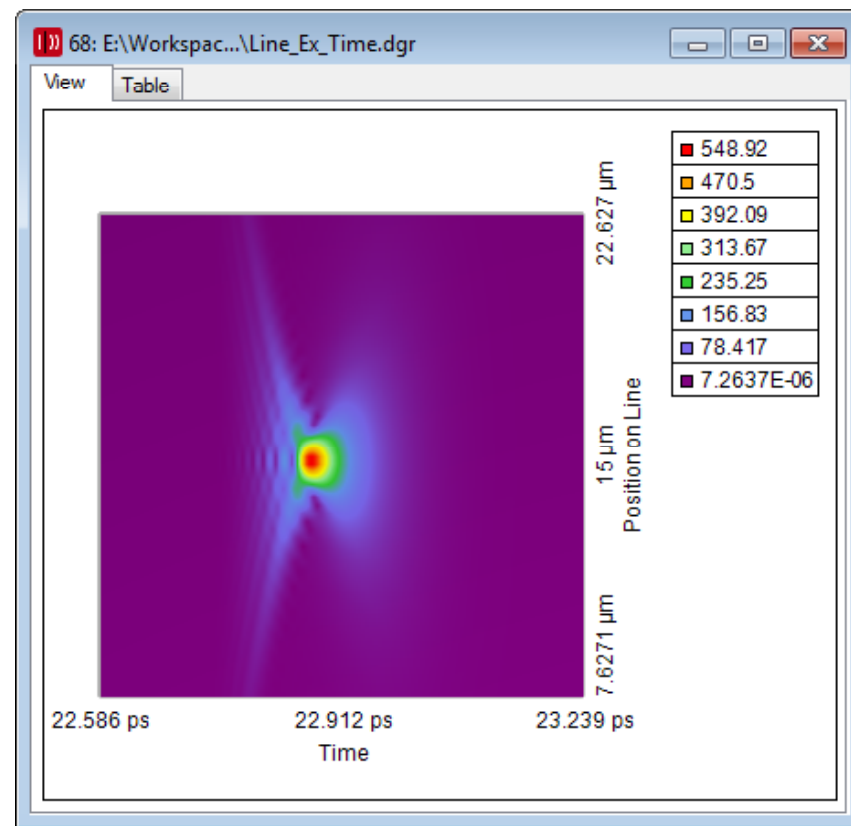 68: E:\Workspac...\Line_Ex_Time.dgr
View
Table
548.92
470.5
392.09
313.67
235.25
156.83
78.417
7.2637E-06
22.627 µm
15 µm
Position on Line
7.6271 µm
22.586 ps
22.912 ps
23.239 ps
Time